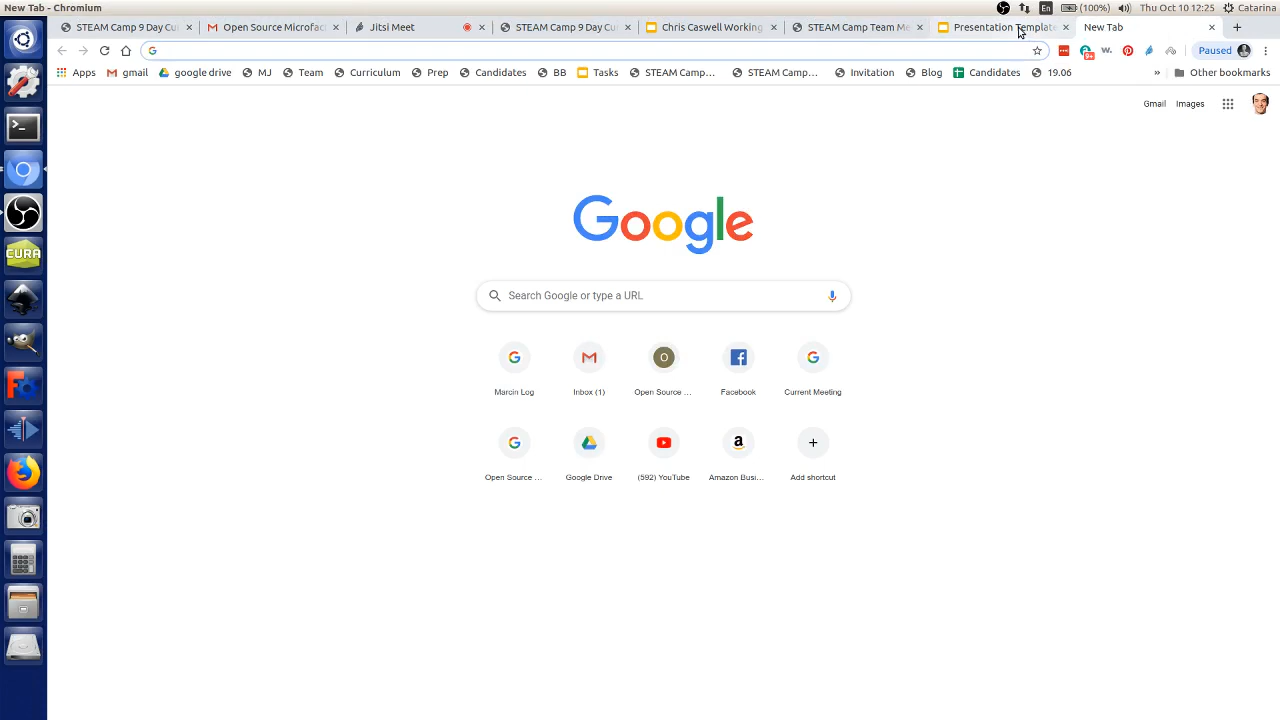 New Tab - Chromium
En (100%) Thu Oct 10 12:25 Catarina
STEAM Camp 9 Day Cu
Open Source Microfac
Jitsi Meet
STEAM Camp 9 Day Cu
Chris Caswell Working
STEAM Camp Team Me
Presentation Template
New Tab
9+
Paused
Apps
gmail
google drive
MJ
Team
Curriculum
Prep
Candidates
BB
Tasks
STEAM Camp...
STEAM Camp...
Invitation
Blog
Candidates
19.06
»
Other bookmarks
Gmail Images
Google
Search Google or type a URL
Marcin Log
Inbox (1)
O
Open Source ...
Facebook
Current Meeting
Open Source ...
Google Drive
(592) YouTube
Amazon Busi...
Add shortcut
CURA